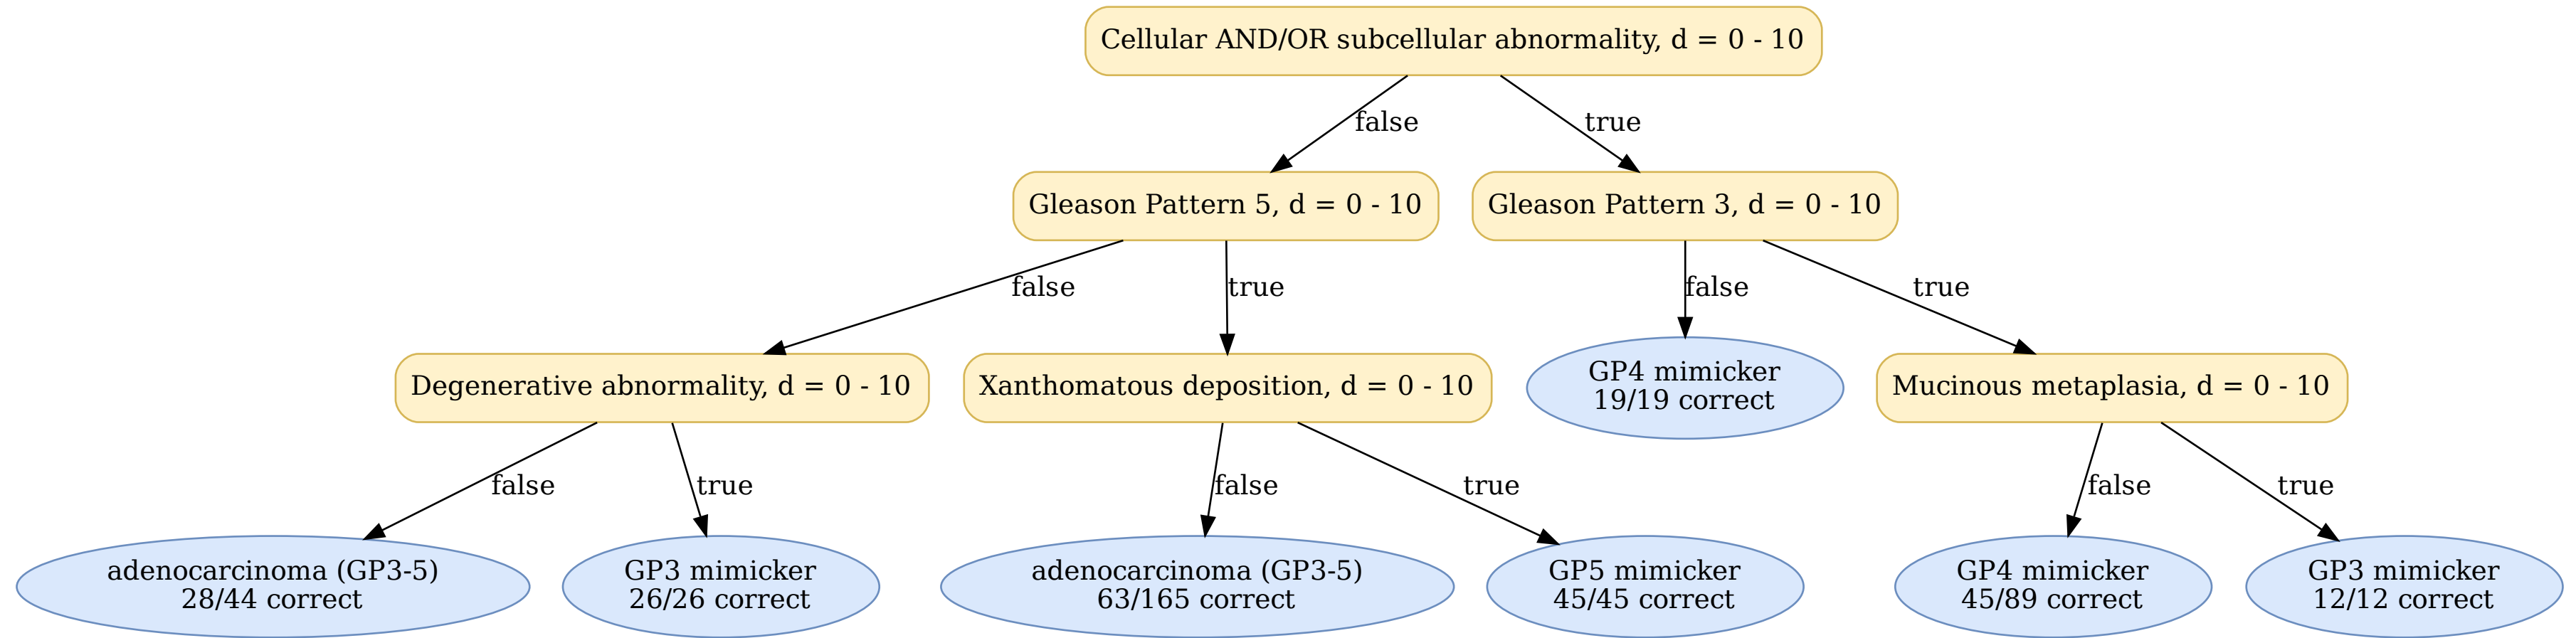 Cellular AND/OR subcellular abnormality, d = 0 - 10
false
true
Gleason Pattern 5, d = 0 - 10
Gleason Pattern 3, d = 0 - 10
false
true
false
true
Degenerative abnormality, d = 0 - 10
Xanthomatous deposition, d = 0 - 10
GP4 mimicker
19/19 correct
Mucinous metaplasia, d = 0 - 10
false
true
false
true
false
true
adenocarcinoma (GP3-5)
28/44 correct
GP3 mimicker
26/26 correct
adenocarcinoma (GP3-5)
63/165 correct
GP5 mimicker
45/45 correct
GP4 mimicker
45/89 correct
GP3 mimicker
12/12 correct